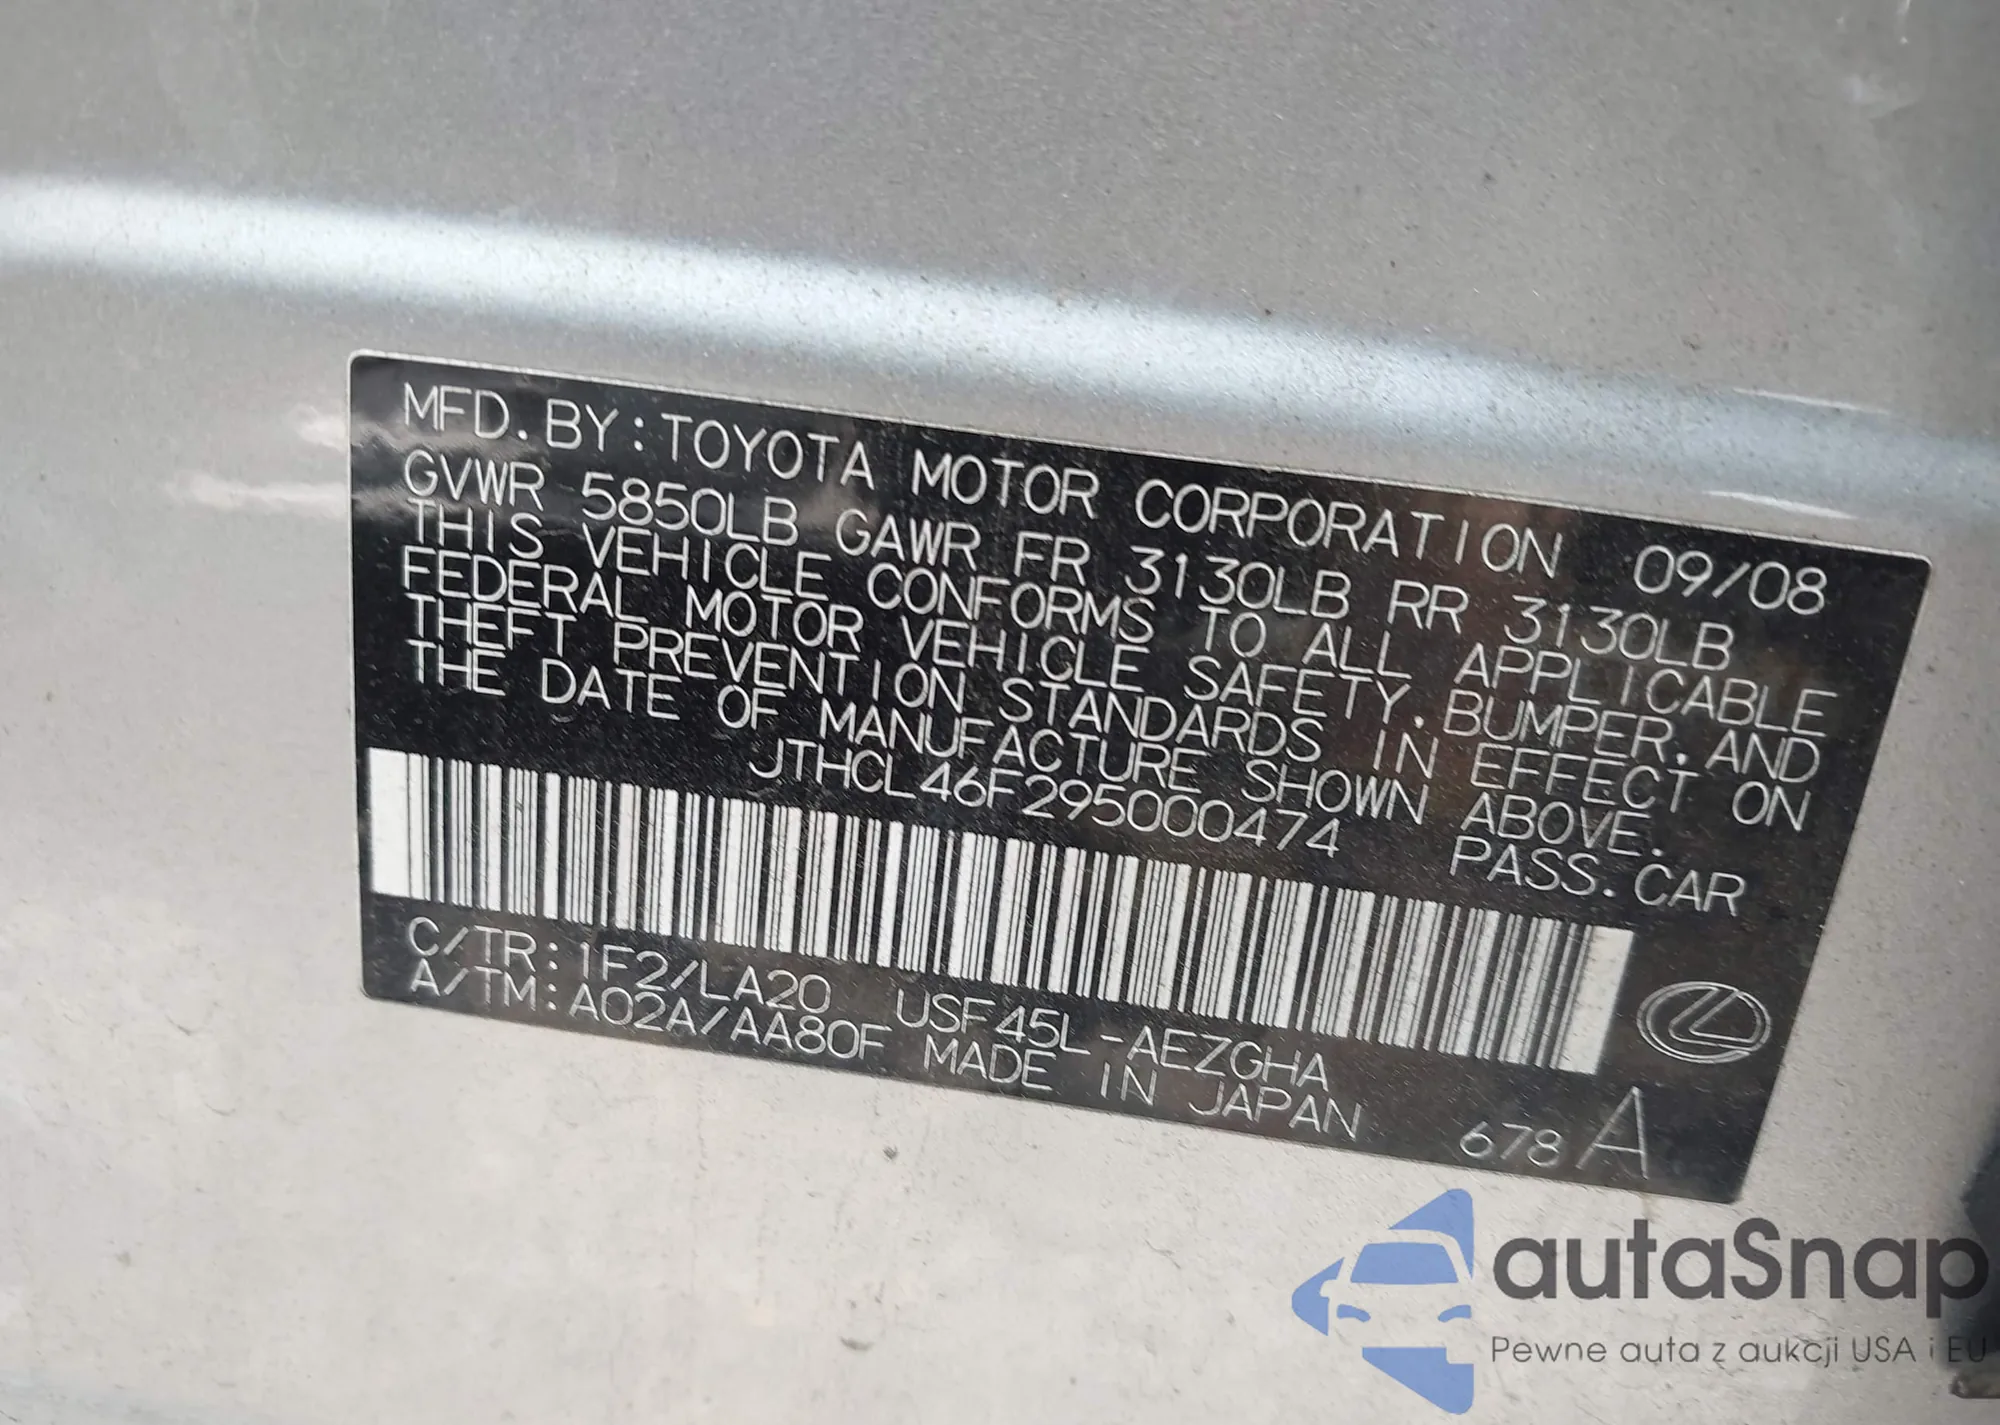 MFD. BY: TOYOTA MOTOR CORPORATION 09/08
GVWR 5850LB GAWR FR 3130LB RR 3130LB
THIS VEHICLE CONFORMS TO ALL APPLICABLE
FEDERAL MOTOR VEHICLE SAFETY, BUMPER, AND
THEFT PREVENTION STANDARDS IN EFFECT ON
THE DATE OF MANUFACTURE SHOWN ABOVE.
JTHCL46F295000474 PASS. CAR
C/TR: 1F2/LA20 USF45L-AEZGHA
A/TM: A02A/AA80F MADE IN JAPAN 678 A
autaSnap
Pewne auta z aukcji USA i EU